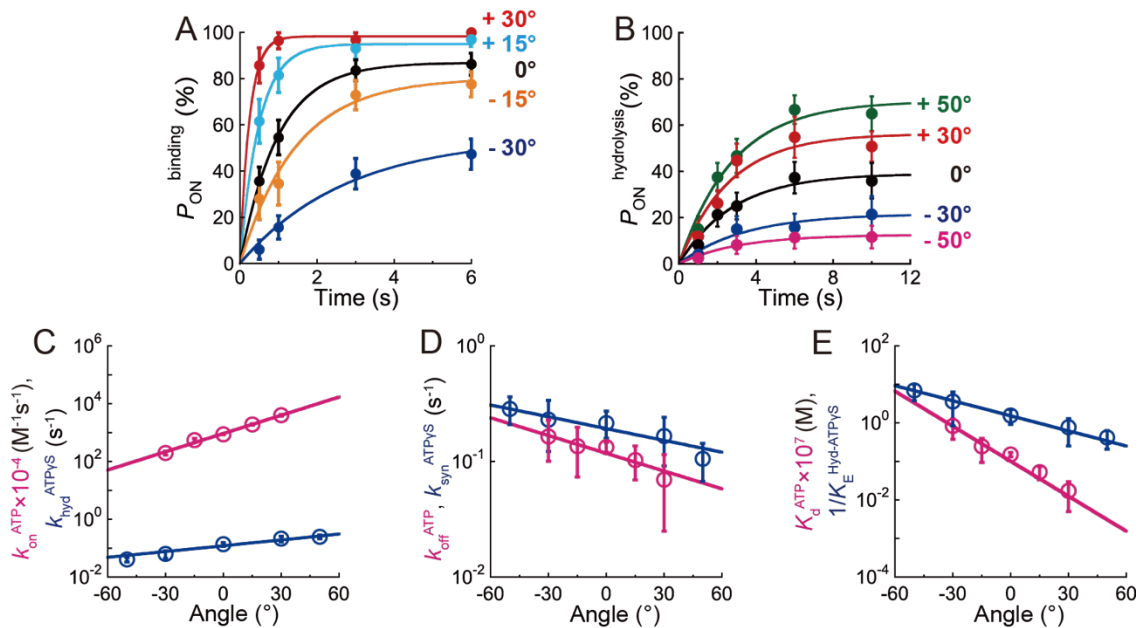 A
100
80
60
40
20
0
P_ON^binding (%)
0 2 4 6
Time (s)
+ 30°
+ 15°
0°
- 15°
- 30°
B
100
80
60
40
20
0
P_ON^hydrolysis (%)
0 4 8 12
Time (s)
+ 50°
+ 30°
0°
- 30°
- 50°
C
10^6
10^4
10^2
10^0
10^-2
k_on^ATP×10^-4 (M^-1s^-1),
k_hyd^ATPγS (s^-1)
-60 -30 0 30 60
Angle (°)
D
10^0
10^-1
10^-2
k_off^ATP, k_syn^ATPγS (s^-1)
-60 -30 0 30 60
Angle (°)
E
10^2
10^0
10^-2
10^-4
K_d^ATP×10^7 (M),
1/K_E^Hyd-ATPγS
-60 -30 0 30 60
Angle (°)